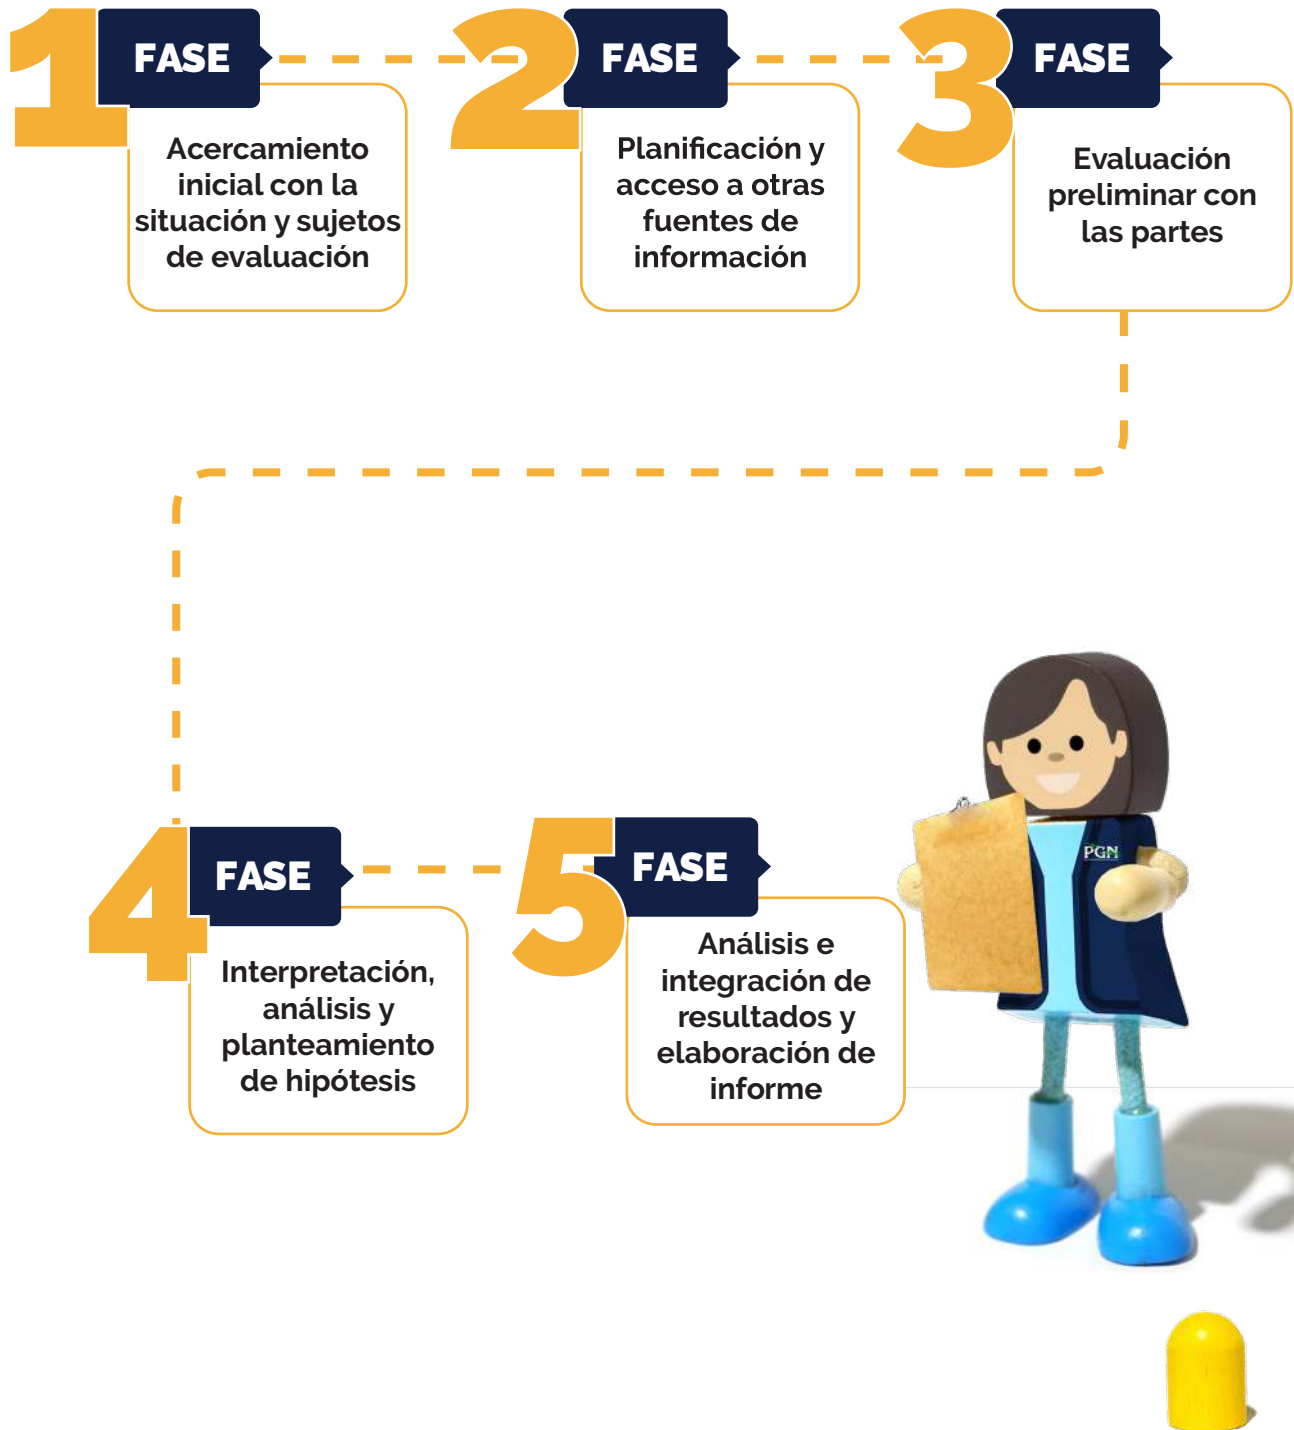 1
FASE
Acercamiento
inicial con la
situación y sujetos
de evaluación
2
FASE
Planificación y
acceso a otras
fuentes de
información
3
FASE
Evaluación
preliminar con
las partes
4
FASE
Interpretación,
análisis y
planteamiento
de hipótesis
5
FASE
Análisis e
integración de
resultados y
elaboración de
informe
PGN